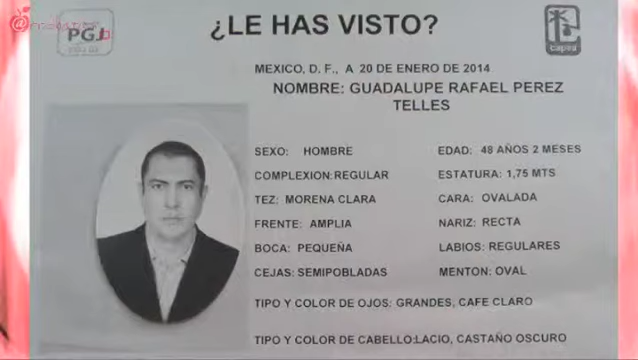 ¿LE HAS VISTO?
PGJ
capea
MEXICO, D. F., A 20 DE ENERO DE 2014
NOMBRE: GUADALUPE RAFAEL PEREZ
TELLES
SEXO: HOMBRE
EDAD: 48 AÑOS 2 MESES
COMPLEXION:REGULAR
ESTATURA: 1,75 MTS
TEZ: MORENA CLARA
CARA: OVALADA
FRENTE: AMPLIA
NARIZ: RECTA
BOCA: PEQUEÑA
LABIOS: REGULARES
CEJAS: SEMIPOBLADAS
MENTON: OVAL
TIPO Y COLOR DE OJOS: GRANDES, CAFE CLARO
TIPO Y COLOR DE CABELLO:LACIO, CASTAÑO OSCURO